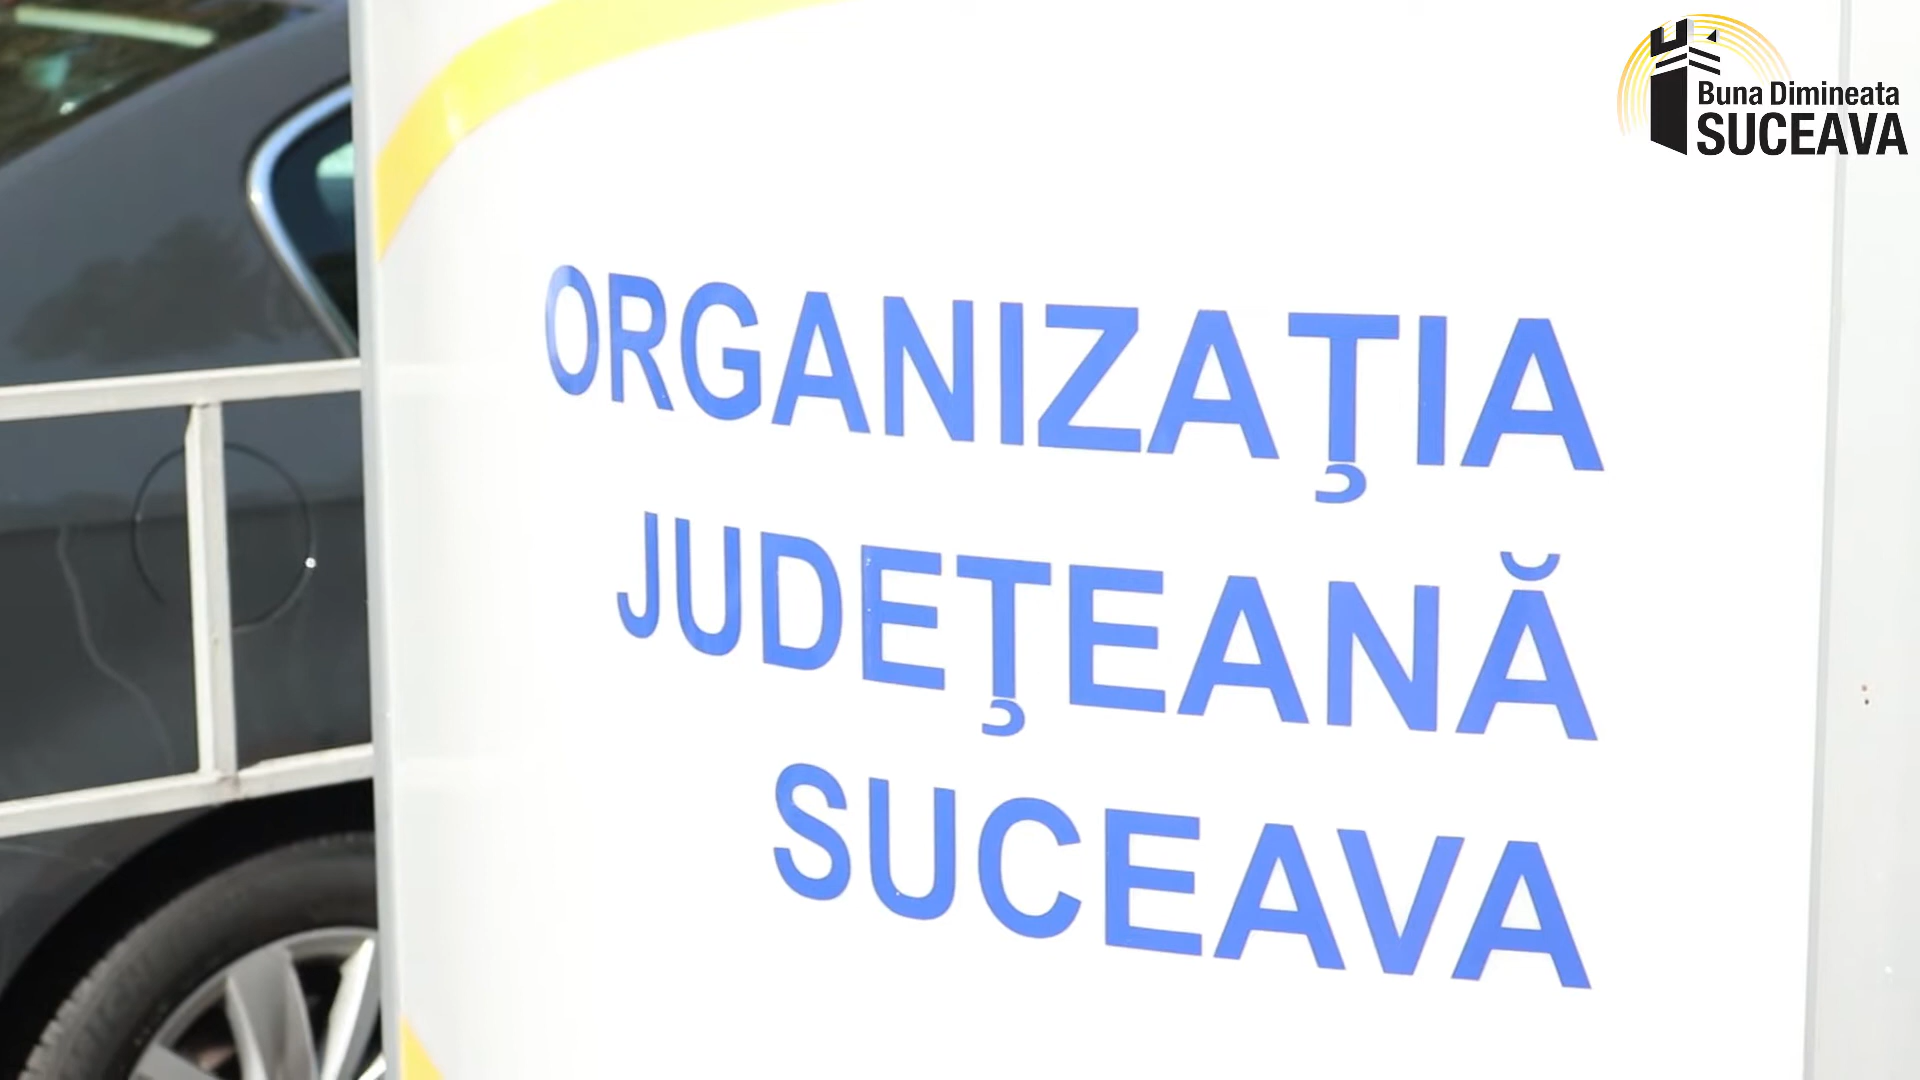 Buna Dimineata
SUCEAVA
ORGANIZAŢIA
JUDEŢEANĂ
SUCEAVA